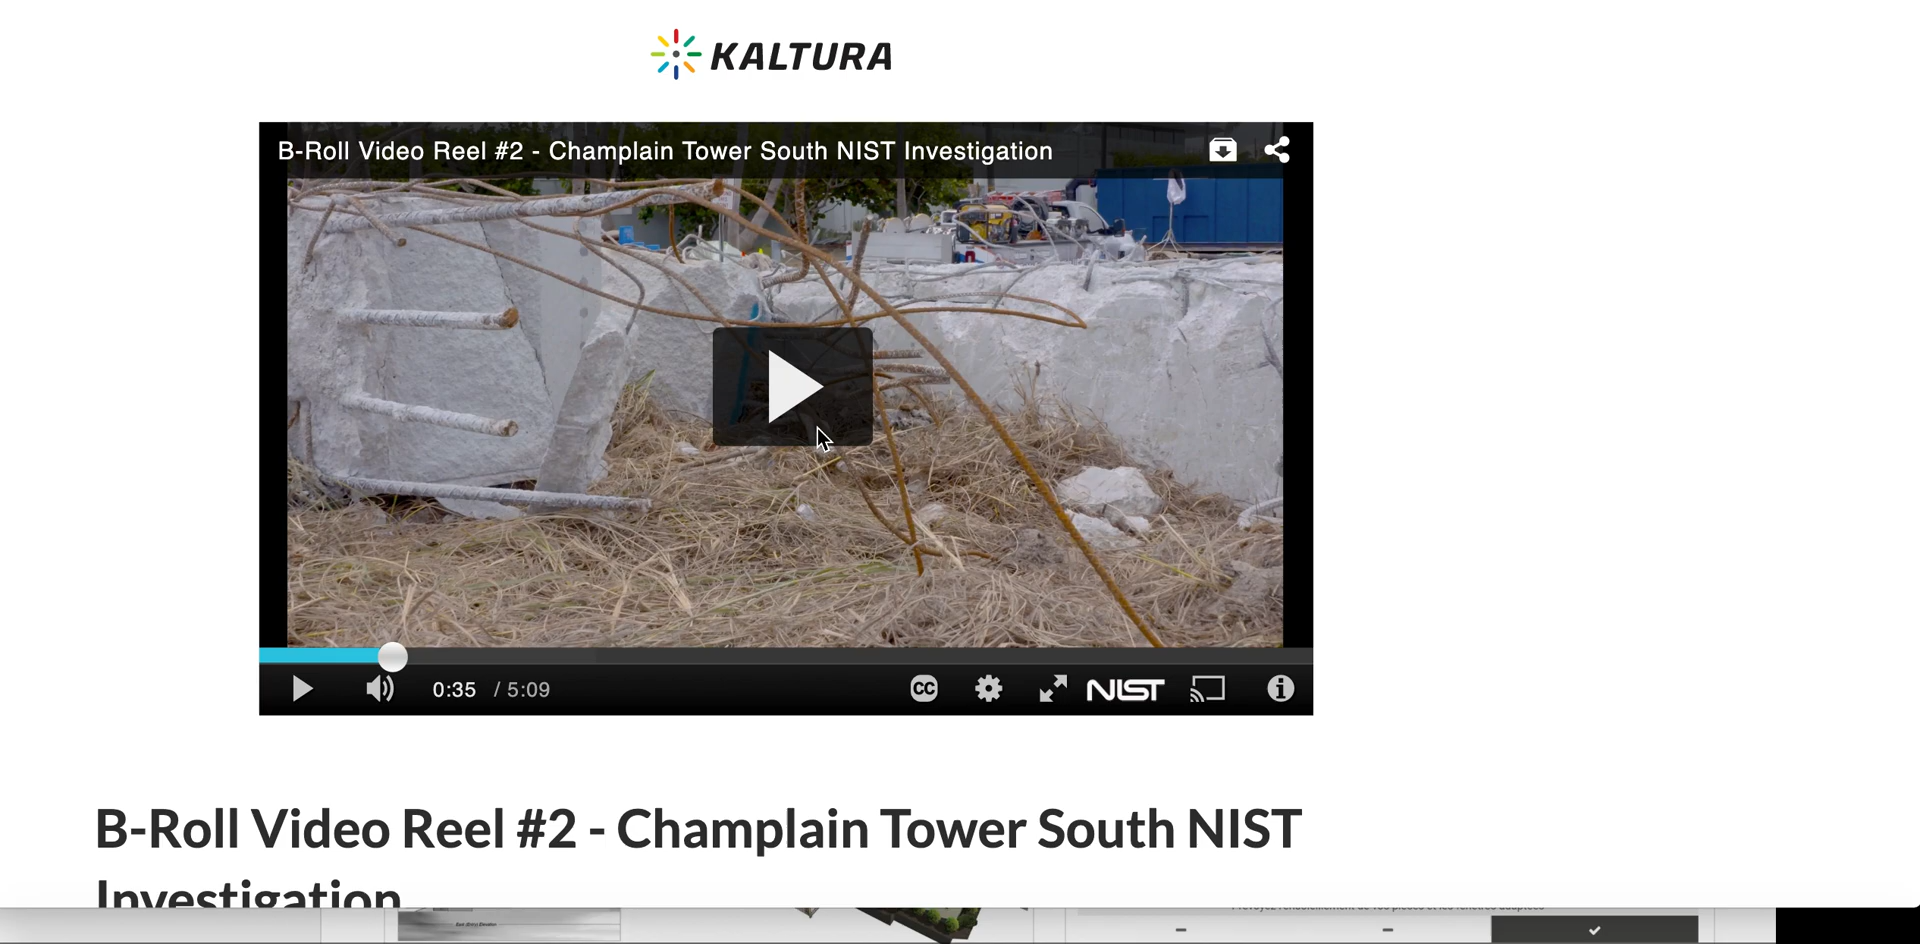 KALTURA
B-Roll Video Reel #2 - Champlain Tower South NIST Investigation
0:35 / 5:09
CC
NIST
B-Roll Video Reel #2 - Champlain Tower South NIST
Investigation